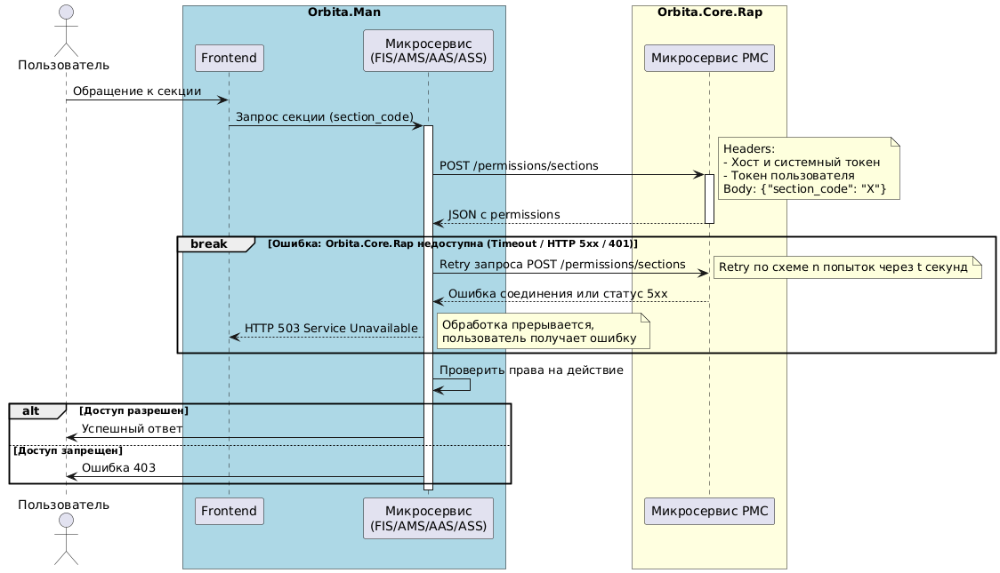 Orbita.Man
Orbita.Core.Rap
Пользователь
Frontend
Микросервис
(FIS/AMS/AAS/ASS)
Микросервис PMC
Обращение к секции
Запрос секции (section_code)
POST /permissions/sections
Headers:
- Хост и системный токен
- Токен пользователя
Body: {"section_code": "X"}
JSON с permissions
break
[Ошибка: Orbita.Core.Rap недоступна (Timeout / HTTP 5xx / 401)]
Retry запроса POST /permissions/sections
Retry по схеме n попыток через t секунд
Ошибка соединения или статус 5xx
HTTP 503 Service Unavailable
Обработка прерывается,
пользователь получает ошибку
Проверить права на действие
alt
[Доступ разрешен]
Успешный ответ
[Доступ запрещен]
Ошибка 403
Пользователь
Frontend
Микросервис
(FIS/AMS/AAS/ASS)
Микросервис PMC